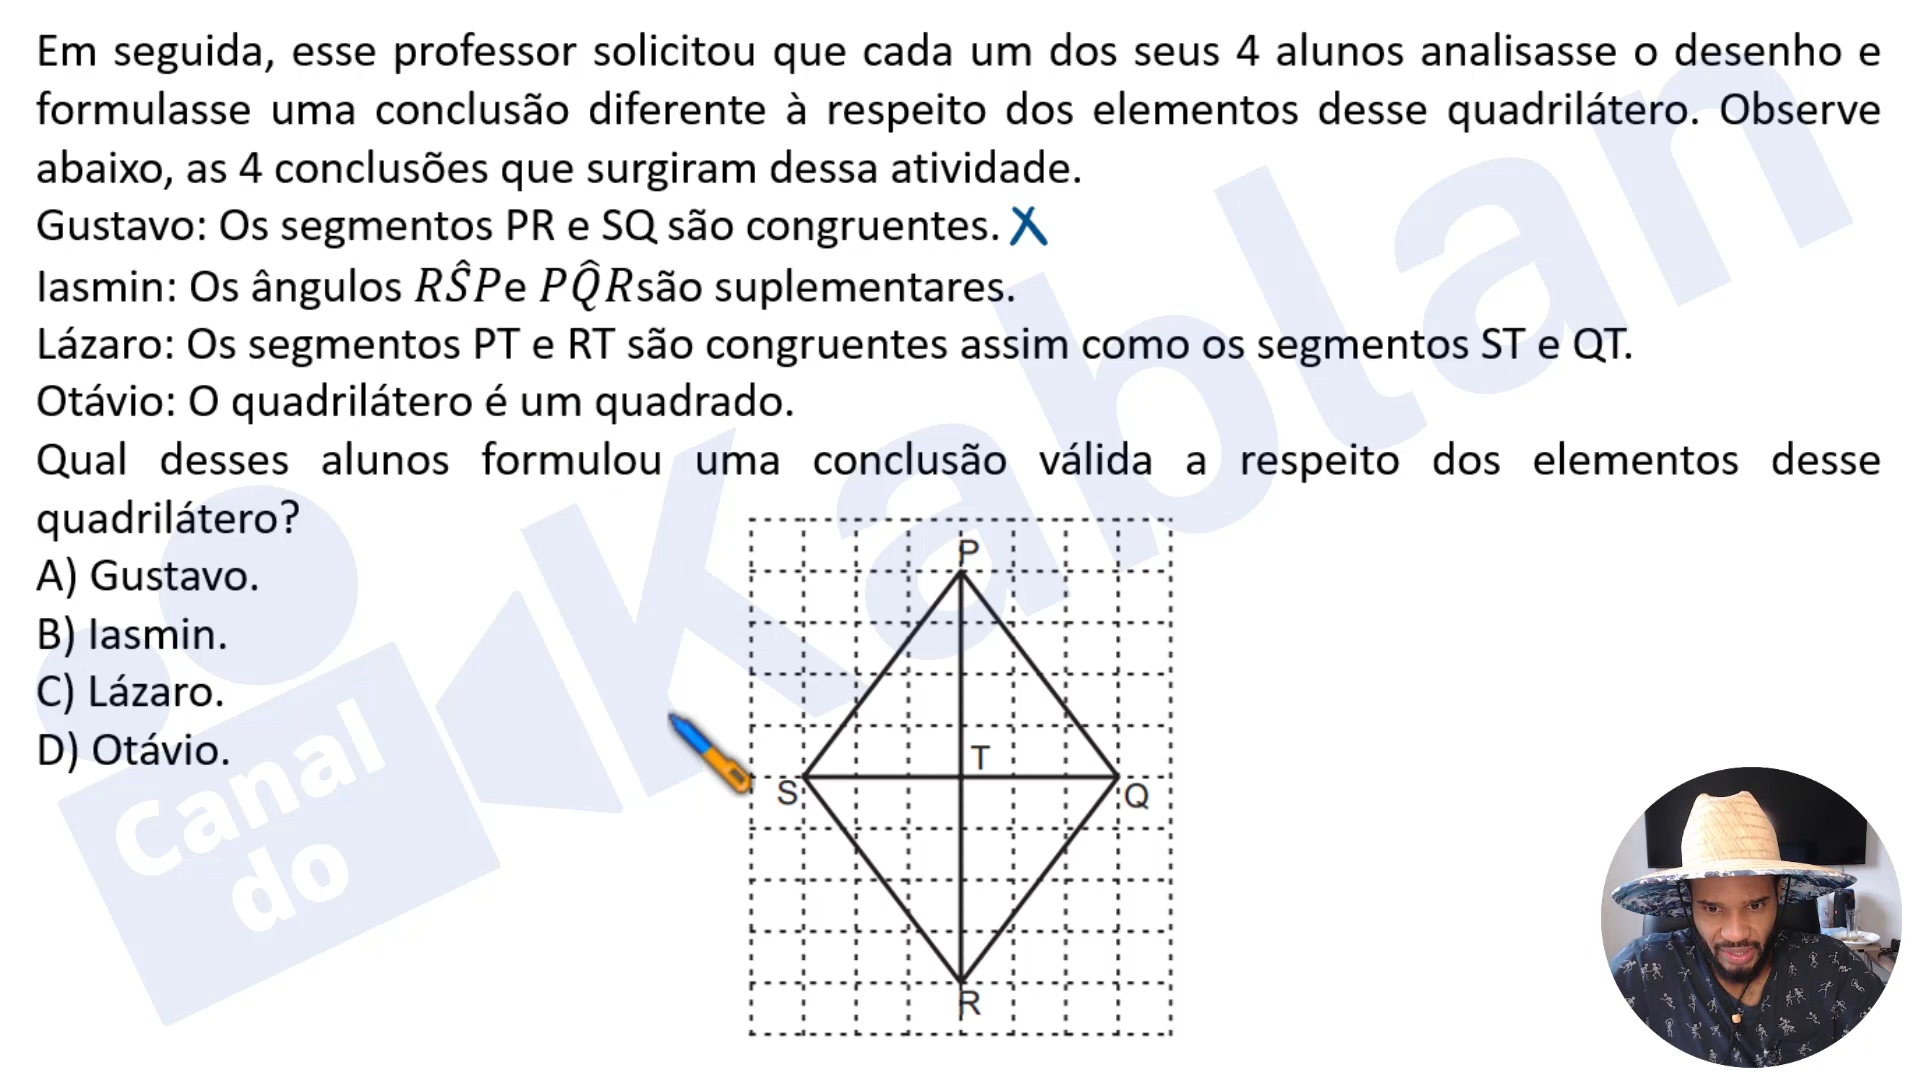 Em seguida, esse professor solicitou que cada um dos seus 4 alunos analisasse o desenho e
formulasse uma conclusão diferente à respeito dos elementos desse quadrilátero. Observe
abaixo, as 4 conclusões que surgiram dessa atividade.
Gustavo: Os segmentos PR e SQ são congruentes. X
Iasmin: Os ângulos RŜPe PQ̂Rsão suplementares.
Lázaro: Os segmentos PT e RT são congruentes assim como os segmentos ST e QT.
Otávio: O quadrilátero é um quadrado.
Qual desses alunos formulou uma conclusão válida a respeito dos elementos desse
quadrilátero?
A) Gustavo.
B) Iasmin.
C) Lázaro.
D) Otávio.
P
T
S
Q
R
Canal
do
Kablan